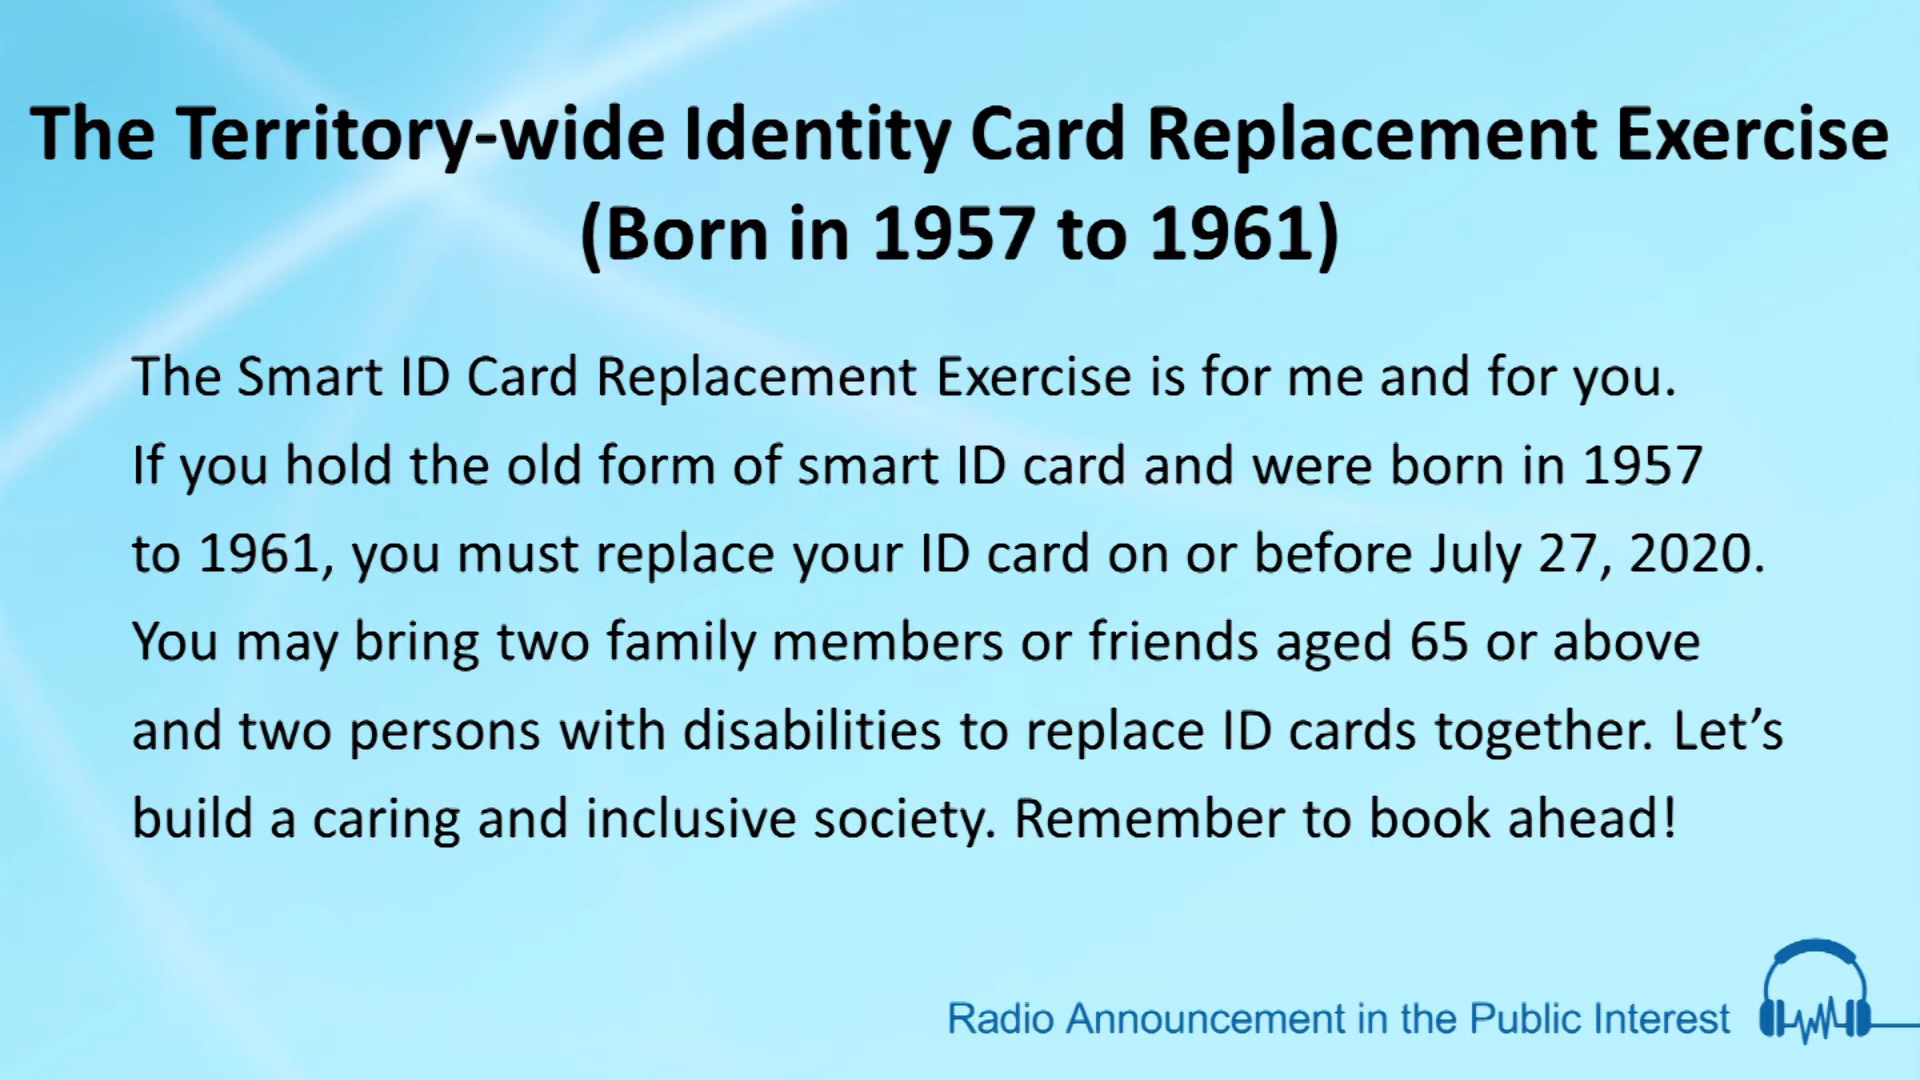 The Territory-wide Identity Card Replacement Exercise
(Born in 1957 to 1961)
The Smart ID Card Replacement Exercise is for me and for you.
If you hold the old form of smart ID card and were born in 1957
to 1961, you must replace your ID card on or before July 27, 2020.
You may bring two family members or friends aged 65 or above
and two persons with disabilities to replace ID cards together. Let’s
build a caring and inclusive society. Remember to book ahead!
Radio Announcement in the Public Interest